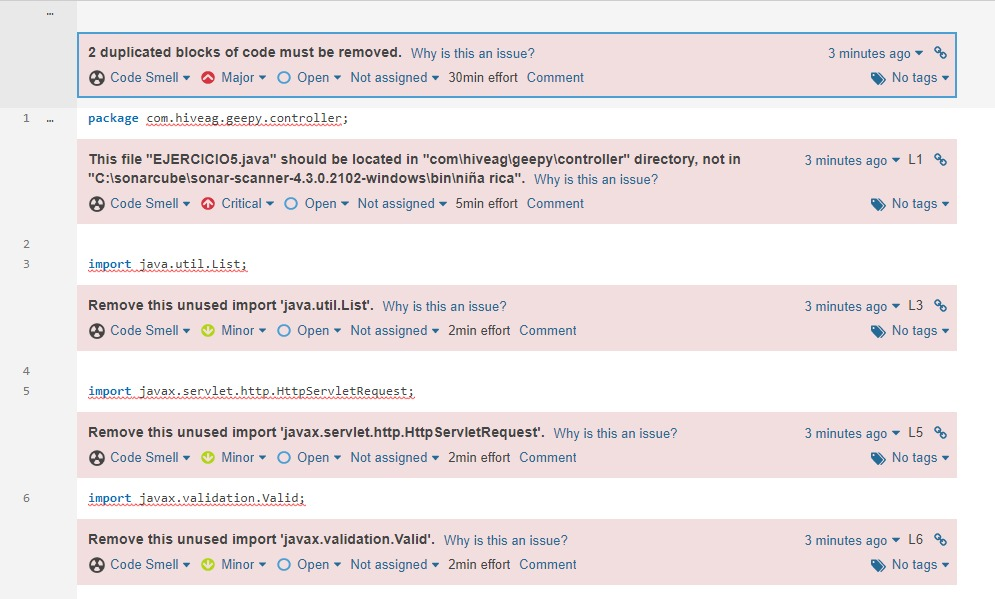 ...
2 duplicated blocks of code must be removed. Why is this an issue? 3 minutes ago
Code Smell Major Open Not assigned 30min effort Comment No tags
1 ... package com.hiveag.geepy.controller;
This file "EJERCICIO5.java" should be located in "com\hiveag\geepy\controller" directory, not in 3 minutes ago L1
"C:\sonarcube\sonar-scanner-4.3.0.2102-windows\bin\niña rica". Why is this an issue?
Code Smell Critical Open Not assigned 5min effort Comment No tags
2
3 import java.util.List;
Remove this unused import 'java.util.List'. Why is this an issue? 3 minutes ago L3
Code Smell Minor Open Not assigned 2min effort Comment No tags
4
5 import javax.servlet.http.HttpServletRequest;
Remove this unused import 'javax.servlet.http.HttpServletRequest'. Why is this an issue? 3 minutes ago L5
Code Smell Minor Open Not assigned 2min effort Comment No tags
6 import javax.validation.Valid;
Remove this unused import 'javax.validation.Valid'. Why is this an issue? 3 minutes ago L6
Code Smell Minor Open Not assigned 2min effort Comment No tags